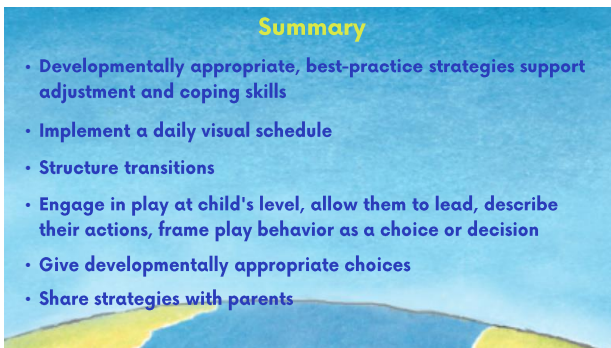 Summary
• Developmentally appropriate, best-practice strategies support
adjustment and coping skills
• Implement a daily visual schedule
• Structure transitions
• Engage in play at child's level, allow them to lead, describe
their actions, frame play behavior as a choice or decision
• Give developmentally appropriate choices
• Share strategies with parents